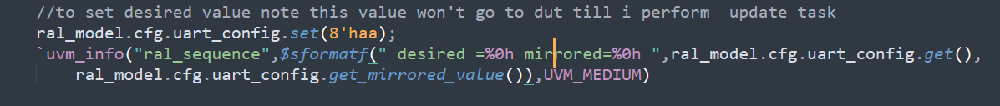 //to set desired value note this value won't go to dut till i perform  update task
ral_model.cfg.uart_config.set(8'haa);
`uvm_info("ral_sequence",$sformatf(" desired =%0h mirrored=%0h ",ral_model.cfg.uart_config.get(),
ral_model.cfg.uart_config.get_mirrored_value()),UVM_MEDIUM)